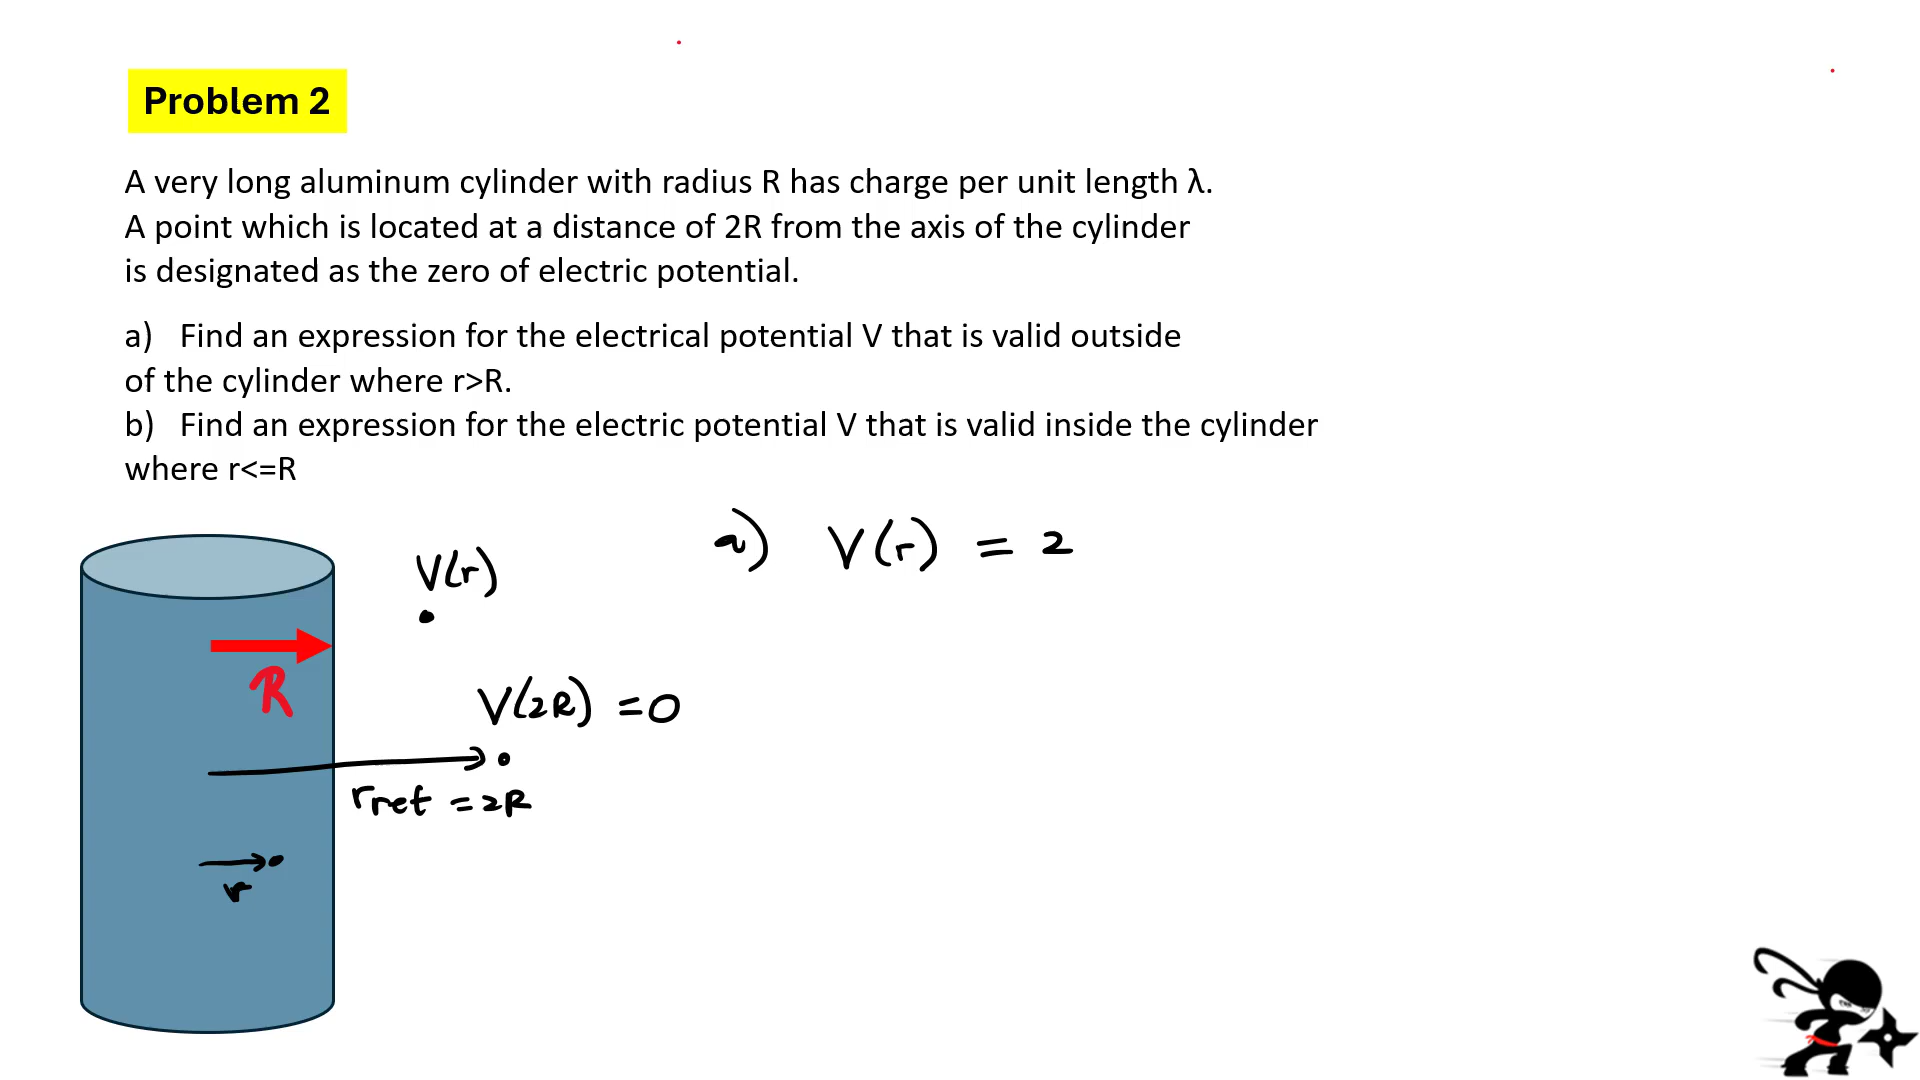 Problem 2
A very long aluminum cylinder with radius R has charge per unit length λ.
A point which is located at a distance of 2R from the axis of the cylinder
is designated as the zero of electric potential.
a) Find an expression for the electrical potential V that is valid outside
of the cylinder where r>R.
b) Find an expression for the electric potential V that is valid inside the cylinder
where r<=R
a) V(r) = 2
V(r)
R
V(2R) = 0
rref = 2R
r